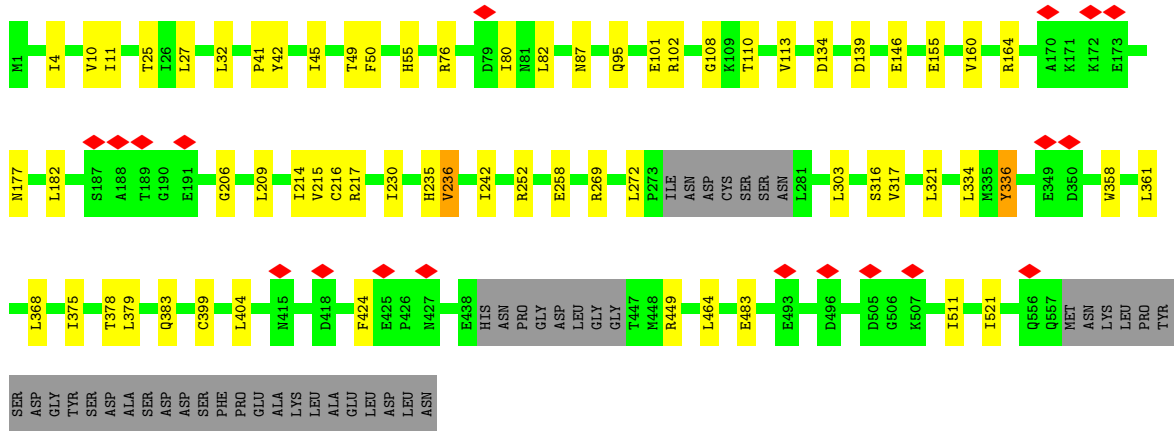 M1 I4 V10 I11 T25 I26 L27 L32 P41 Y42 I45 T49 F50 H55 R76 D79 I80 N81 L82 N87 Q95 E101 R102 G108 K109 T110 V113 D134 D139 E146 E155 V160 R164 A170 K171 K172 E173
N177 L182 S187 A188 T189 G190 E191 G206 L209 I214 V215 C216 R217 I230 H235 V236 I242 R252 E258 R269 L272 P273 ILE ASN ASP CYS SER SER ASN L281 L303 S316 V317 L321 L334 M335 Y336 E349 D350 W358 L361
L368 I375 T378 L379 Q383 C399 L404 N415 D418 F424 E425 P426 N427 E438 HIS ASN PRO GLY ASP LEU GLY GLY T447 M448 R449 L464 E483 E493 D496 D505 G506 K507 I511 I521 Q556 Q557 MET ASN LYS LEU PRO TYR
SER ASP GLY TYR SER ASP ALA SER ASP ASP SER PHE PRO GLU ALA LYS LEU ALA GLU LEU ASP LEU ASN